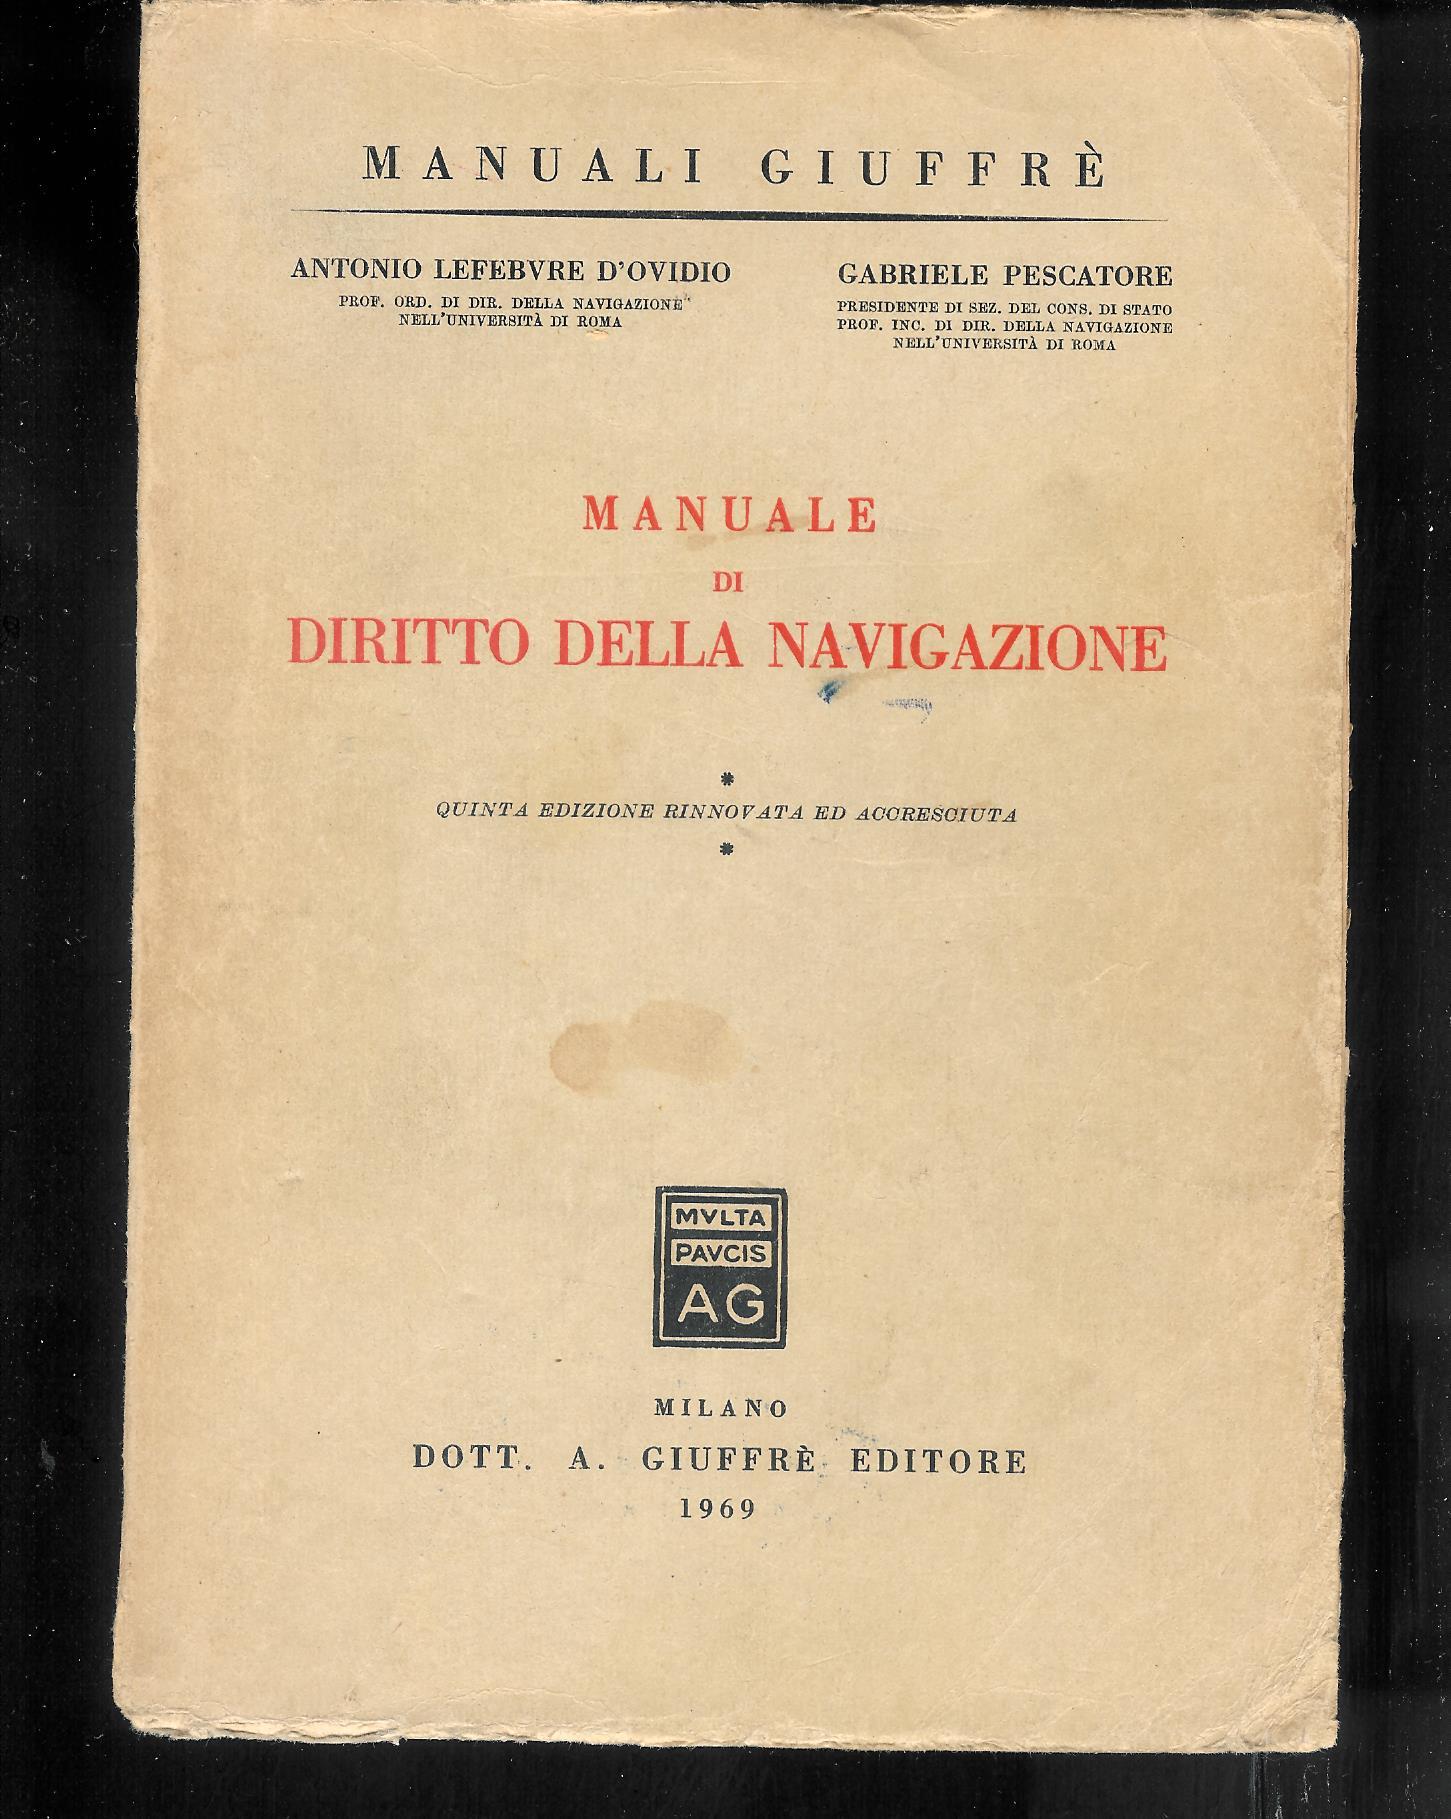 MANUALI GIUFFRÈ
ANTONIO LEFEBVRE D'OVIDIO
PROF. ORD. DI DIR. DELLA NAVIGAZIONE
NELL'UNIVERSITÀ DI ROMA
GABRIELE PESCATORE
PRESIDENTE DI SEZ. DEL CONS. DI STATO
PROF. INC. DI DIR. DELLA NAVIGAZIONE
NELL'UNIVERSITÀ DI ROMA
MANUALE
DI
DIRITTO DELLA NAVIGAZIONE
*
QUINTA EDIZIONE RINNOVATA ED ACCRESCIUTA
*
MVLTA
PAVCIS
AG
MILANO
DOTT. A. GIUFFRÈ EDITORE
1969